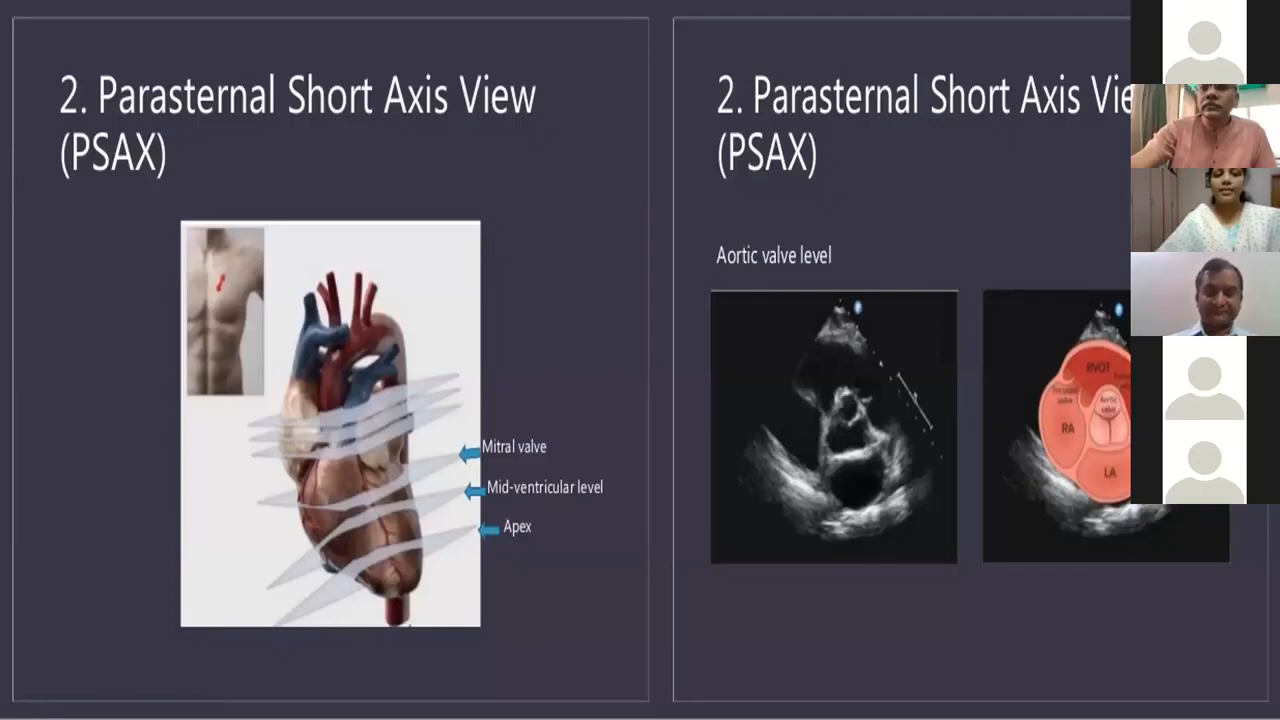 2. Parasternal Short Axis View
(PSAX)
Mitral valve
Mid-ventricular level
Apex
2. Parasternal Short Axis Vie
(PSAX)
Aortic valve level
RVOT
Aortic
valve
RA
LA